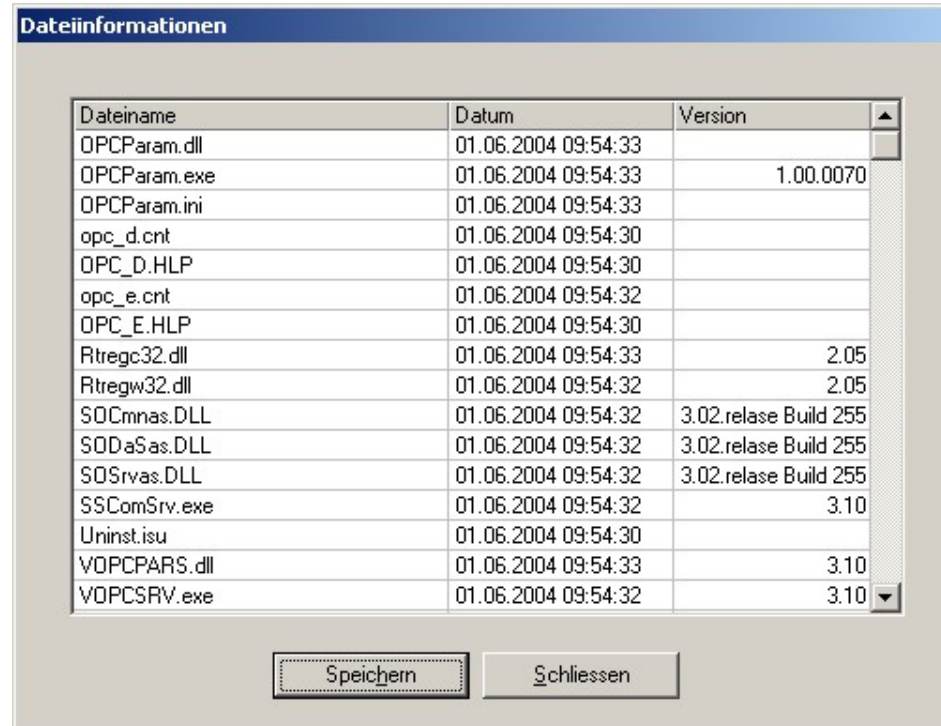 Dateiinformationen
Dateiname Datum Version
OPCParam.dll 01.06.2004 09:54:33
OPCParam.exe 01.06.2004 09:54:33 1.00.0070
OPCParam.ini 01.06.2004 09:54:33
opc_d.cnt 01.06.2004 09:54:30
OPC_D.HLP 01.06.2004 09:54:30
opc_e.cnt 01.06.2004 09:54:32
OPC_E.HLP 01.06.2004 09:54:30
Rtregc32.dll 01.06.2004 09:54:33 2.05
Rtregw32.dll 01.06.2004 09:54:32 2.05
SOCmnas.DLL 01.06.2004 09:54:32 3.02.relase Build 255
SODaSas.DLL 01.06.2004 09:54:32 3.02.relase Build 255
SOSrvas.DLL 01.06.2004 09:54:32 3.02.relase Build 255
SSComSrv.exe 01.06.2004 09:54:32 3.10
Uninst.isu 01.06.2004 09:54:30
VOPCPARS.dll 01.06.2004 09:54:33 3.10
VOPCSRV.exe 01.06.2004 09:54:32 3.10
Speichern Schliessen